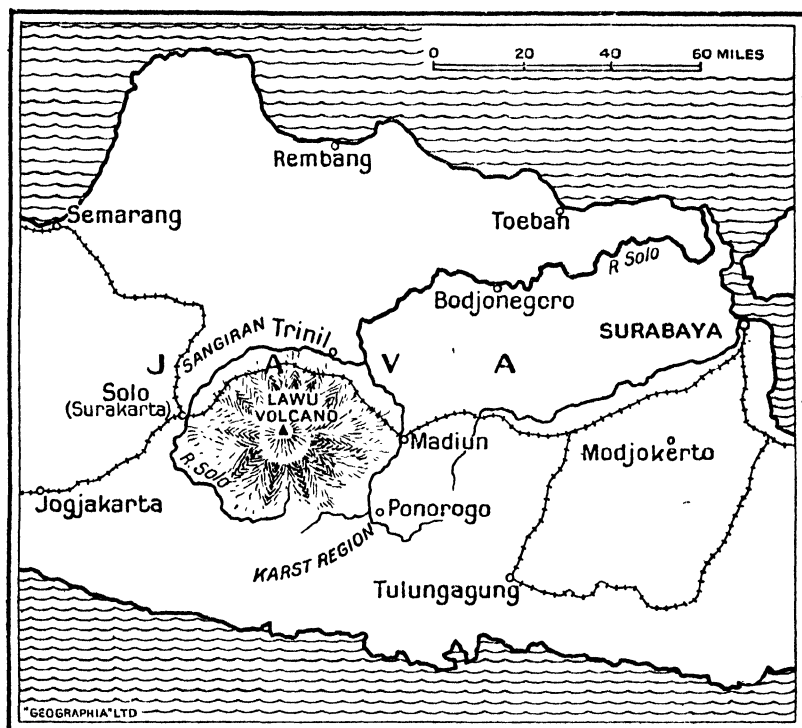 0 20 40 60 MILES
Rembang
Semarang
Toeban
R Solo
Bodjonegoro
SURABAYA
SANGIRAN
Trinil
J A V A
Solo
(Surakarta)
LAWU
VOLCANO
Madiun
Modjokerto
R. Solo
Jogjakarta
Ponorogo
KARST REGION
Tulungagung
"GEOGRAPHIA" LTD